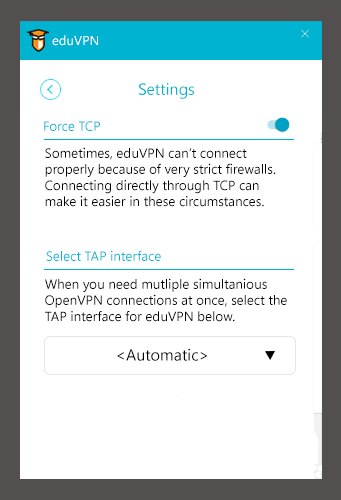 eduVPN
Settings
Force TCP
Sometimes, eduVPN can't connect
properly because of very strict firewalls.
Connecting directly through TCP can
make it easier in these circumstances.
Select TAP interface
When you need mutliple simultanious
OpenVPN connections at once, select the
TAP interface for eduVPN below.
<Automatic>